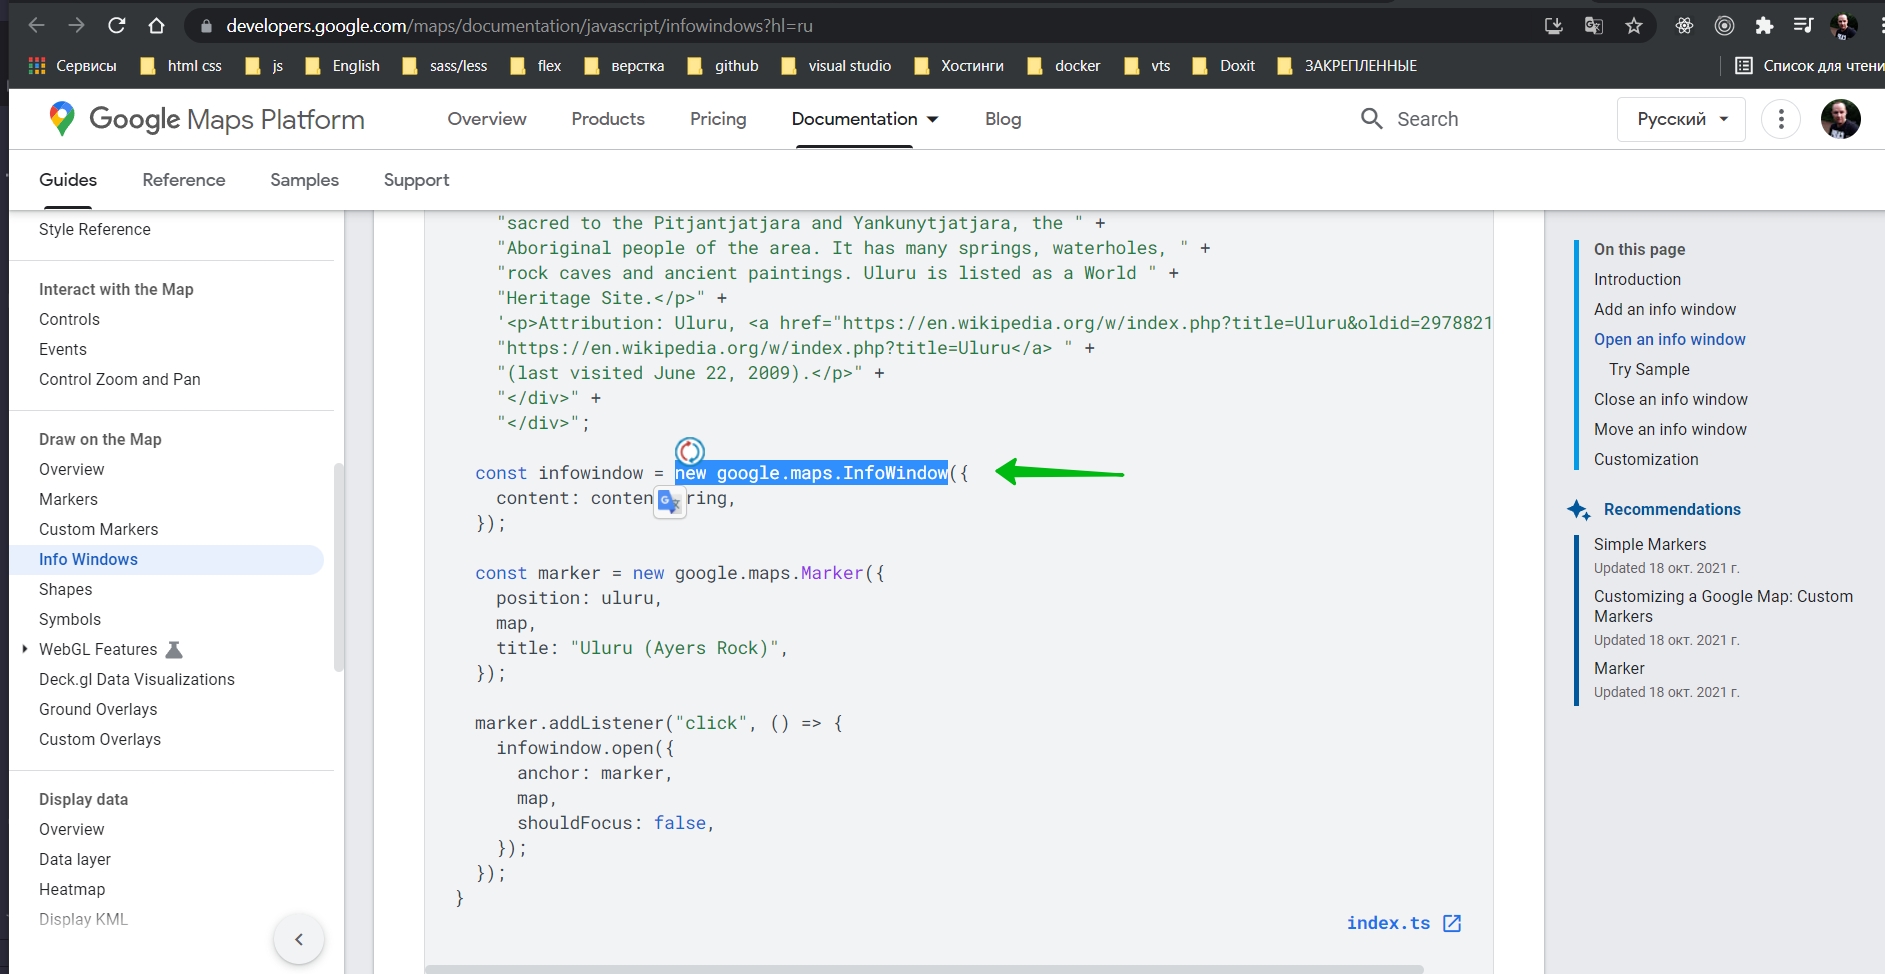 developers.google.com/maps/documentation/javascript/infowindows?hl=ru
Сервисы html css js English sass/less flex верстка github visual studio Хостинги docker vts Doxit ЗАКРЕПЛЕННЫЕ Список для чтени
Google Maps Platform Overview Products Pricing Documentation Blog Search Русский
Guides Reference Samples Support
Style Reference
Interact with the Map
Controls
Events
Control Zoom and Pan
Draw on the Map
Overview
Markers
Custom Markers
Info Windows
Shapes
Symbols
WebGL Features
Deck.gl Data Visualizations
Ground Overlays
Custom Overlays
Display data
Overview
Data layer
Heatmap
Display KML
"sacred to the Pitjantjatjara and Yankunytjatjara, the " +
"Aboriginal people of the area. It has many springs, waterholes, " +
"rock caves and ancient paintings. Uluru is listed as a World " +
"Heritage Site.</p>" +
'<p>Attribution: Uluru, <a href="https://en.wikipedia.org/w/index.php?title=Uluru&oldid=2978821
"https://en.wikipedia.org/w/index.php?title=Uluru</a> " +
"(last visited June 22, 2009).</p>" +
"</div>" +
"</div>";
const infowindow = new google.maps.InfoWindow({
content: conten ring,
});
const marker = new google.maps.Marker({
position: uluru,
map,
title: "Uluru (Ayers Rock)",
});
marker.addListener("click", () => {
infowindow.open({
anchor: marker,
map,
shouldFocus: false,
});
});
}
index.ts
On this page
Introduction
Add an info window
Open an info window
Try Sample
Close an info window
Move an info window
Customization
Recommendations
Simple Markers
Updated 18 окт. 2021 г.
Customizing a Google Map: Custom
Markers
Updated 18 окт. 2021 г.
Marker
Updated 18 окт. 2021 г.